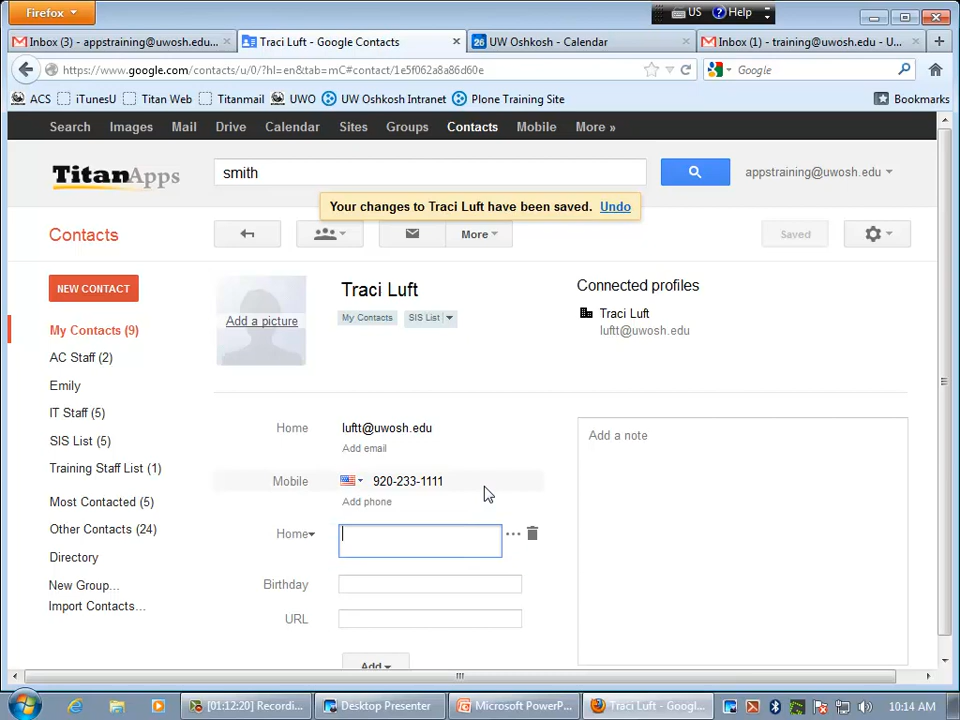 Firefox
US Help
Inbox (3) - appstraining@uwosh.edu...
Traci Luft - Google Contacts
26 UW Oshkosh - Calendar
Inbox (1) - training@uwosh.edu - U...
https://www.google.com/contacts/u/0/?hl=en&tab=mC#contact/1e5f062a8a86d60e
Google
ACS iTunesU Titan Web Titanmail UWO UW Oshkosh Intranet Plone Training Site Bookmarks
Search Images Mail Drive Calendar Sites Groups Contacts Mobile More »
TitanApps
smith
appstraining@uwosh.edu
Your changes to Traci Luft have been saved. Undo
Contacts
More
Saved
NEW CONTACT
My Contacts (9)
AC Staff (2)
Emily
IT Staff (5)
SIS List (5)
Training Staff List (1)
Most Contacted (5)
Other Contacts (24)
Directory
New Group...
Import Contacts...
Add a picture
Traci Luft
My Contacts SIS List
Connected profiles
Traci Luft
luftt@uwosh.edu
Home luftt@uwosh.edu
Add email
Mobile 920-233-1111
Add phone
Home
Birthday
URL
Add
Add a note
[01:12:20] Recordi...
Desktop Presenter
Microsoft PowerP...
Traci Luft - Googl...
10:14 AM